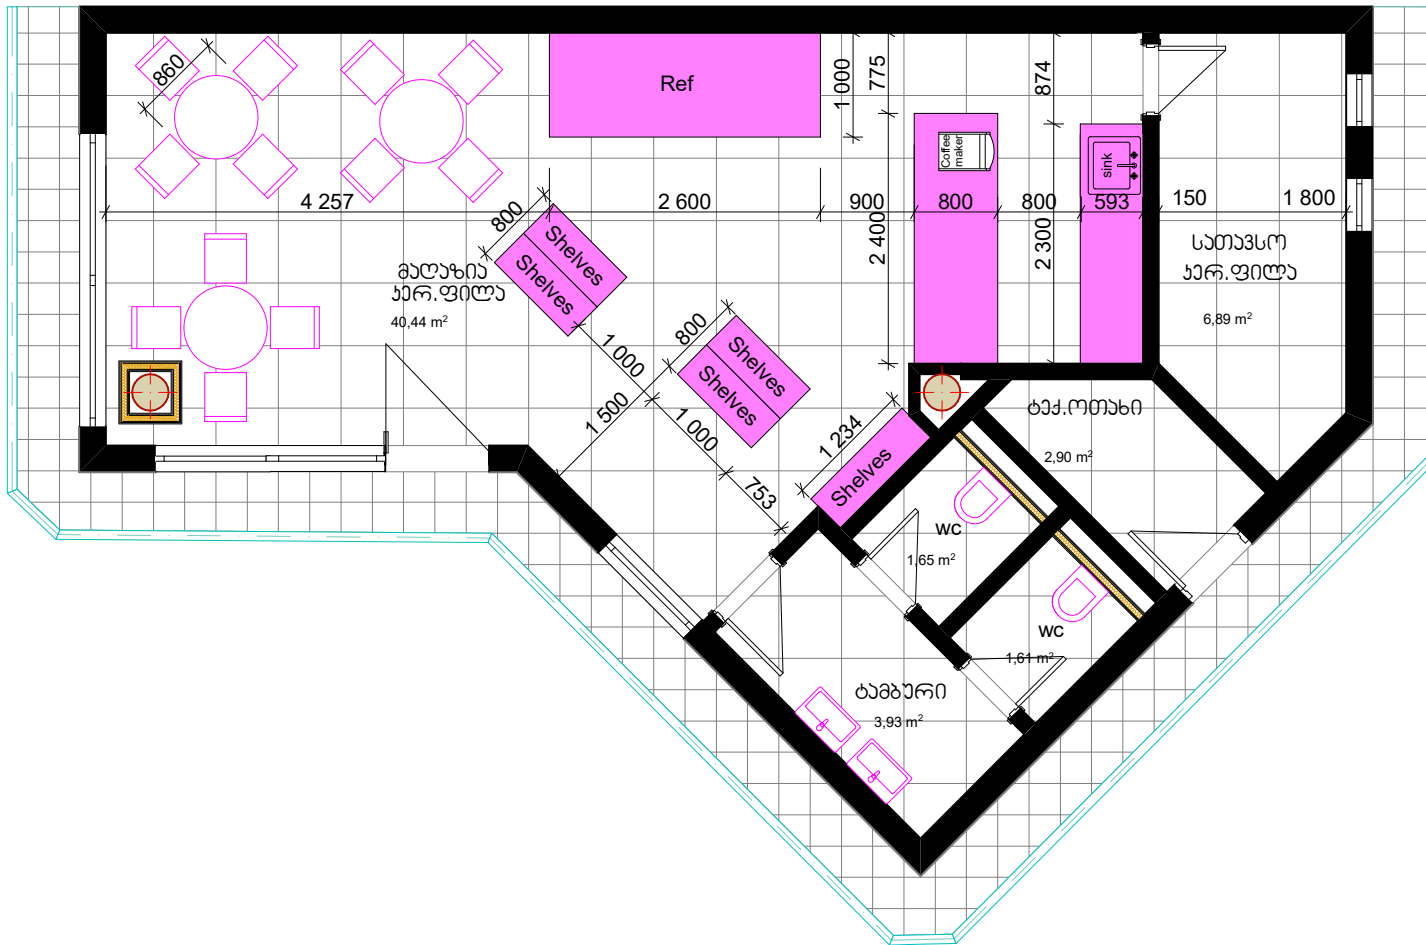 860
Ref
1 000
775
874
Coffee
maker
sink
4 257
2 600
900
800
800
593
150
1 800
800
2 400
2 300
Shelves
Shelves
მაღაზია
კერ.ფილა
40,44 m²
სათავსო
კერ.ფილა
6,89 m²
800
1 000
Shelves
Shelves
1 500
1 000
1 234
Shelves
753
ტექ.ოთახი
2,90 m²
wc
1,65 m²
wc
1,61 m²
ტამბური
3,93 m²